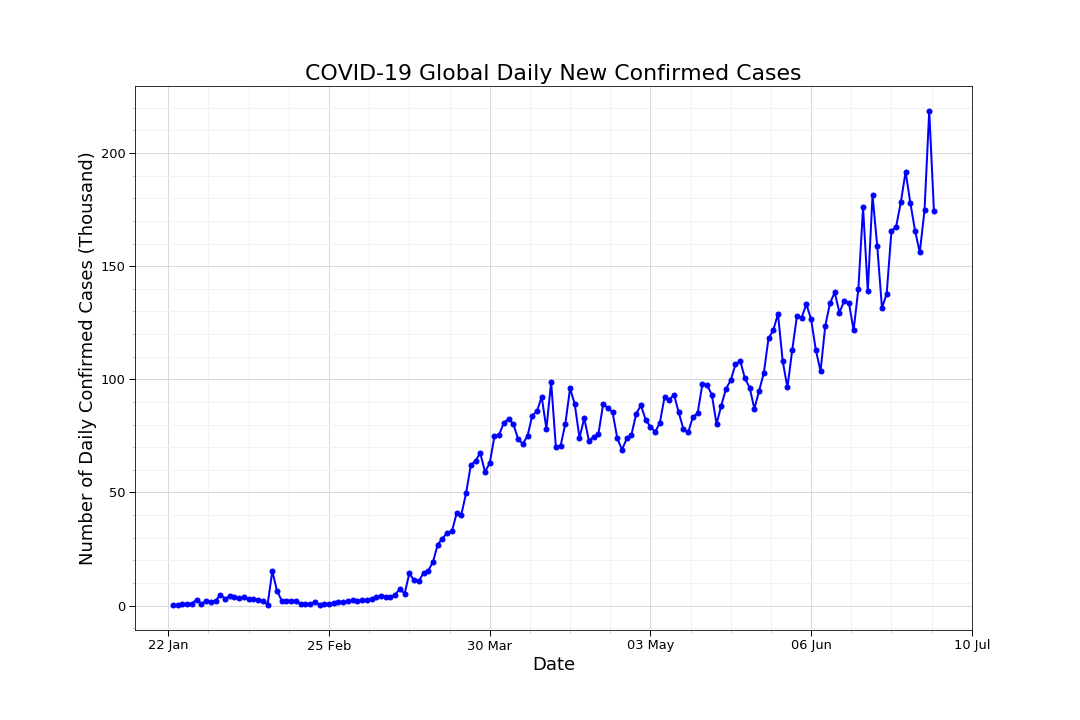 COVID-19 Global Daily New Confirmed Cases
Number of Daily Confirmed Cases (Thousand)
200
150
100
50
0
22 Jan
25 Feb
30 Mar
03 May
06 Jun
10 Jul
Date